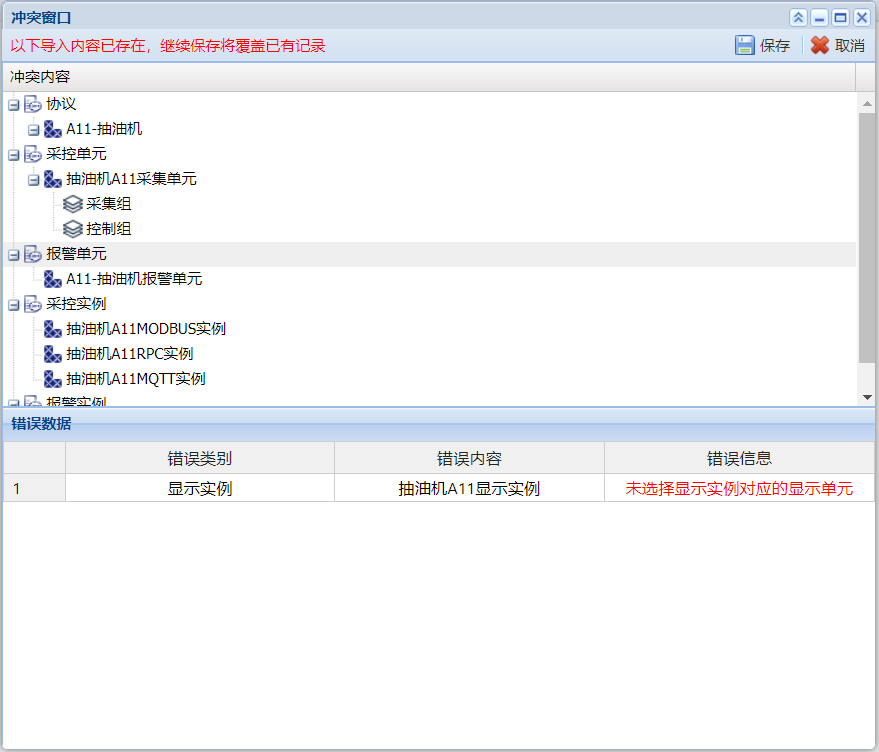 冲突窗口
以下导入内容已存在，继续保存将覆盖已有记录
保存 取消
冲突内容
协议
A11-抽油机
采控单元
抽油机A11采集单元
采集组
控制组
报警单元
A11-抽油机报警单元
采控实例
抽油机A11MODBUS实例
抽油机A11RPC实例
抽油机A11MQTT实例
报警实例
错误数据
错误类别 错误内容 错误信息
1 显示实例 抽油机A11显示实例 未选择显示实例对应的显示单元